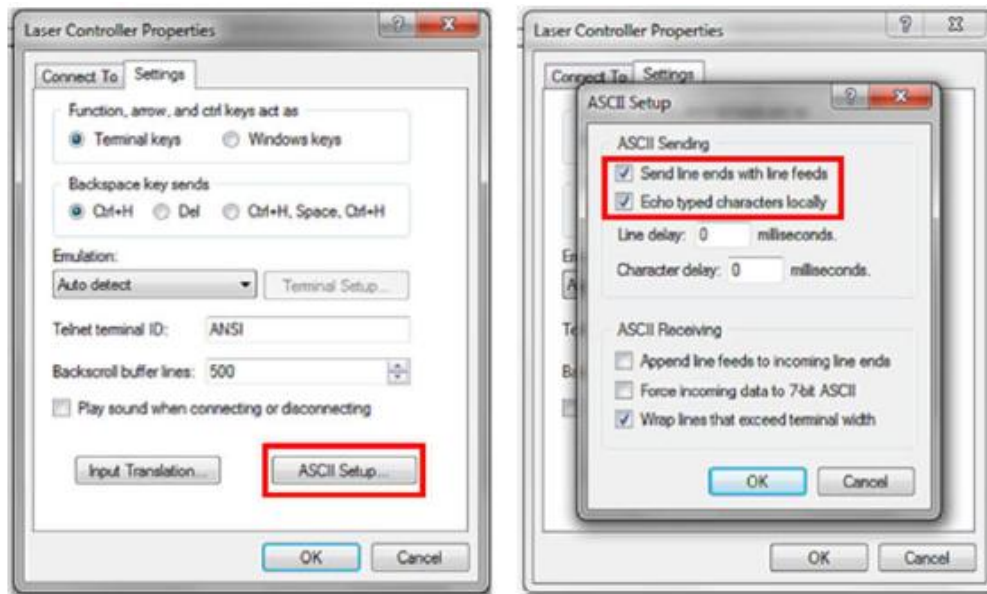 Laser Controller Properties
Connect To Settings
Function, arrow, and ctrl keys act as
Terminal keys Windows keys
Backspace key sends
Ctrl+H Del Ctrl+H, Space, Ctrl+H
Emulation:
Auto detect Terminal Setup...
Telnet terminal ID: ANSI
Backscroll buffer lines: 500
Play sound when connecting or disconnecting
Input Translation... ASCII Setup...
OK Cancel
Laser Controller Properties
Connect To Settings
ASCII Setup
ASCII Sending
Send line ends with line feeds
Echo typed characters locally
Line delay: 0 milliseconds.
Character delay: 0 milliseconds.
ASCII Receiving
Append line feeds to incoming line ends
Force incoming data to 7-bit ASCII
Wrap lines that exceed terminal width
OK Cancel
OK Cancel